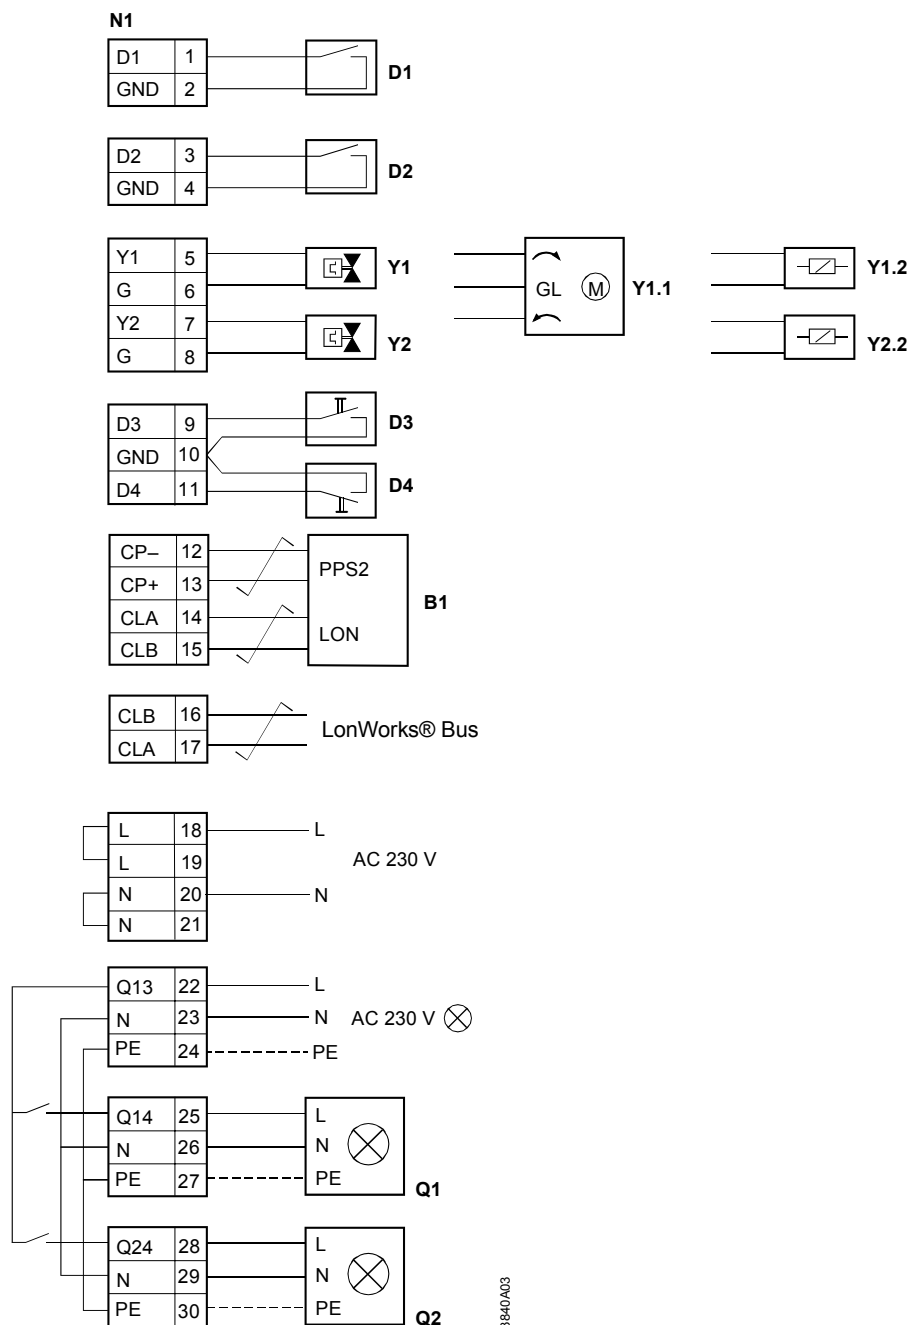 N1
D1 1
GND 2
D1
D2 3
GND 4
D2
Y1 5
G 6
Y2 7
G 8
Y1
Y2
GL M Y1.1
Y1.2
Y2.2
D3 9
GND 10
D4 11
D3
D4
CP– 12
CP+ 13
CLA 14
CLB 15
PPS2
LON
B1
CLB 16
CLA 17
LonWorks® Bus
L 18 L
L 19
N 20 N
N 21
AC 230 V
Q13 22 L
N 23 N AC 230 V
PE 24 PE
Q14 25 L
N 26 N
PE 27 PE
Q1
Q24 28 L
N 29 N
PE 30 PE
Q2